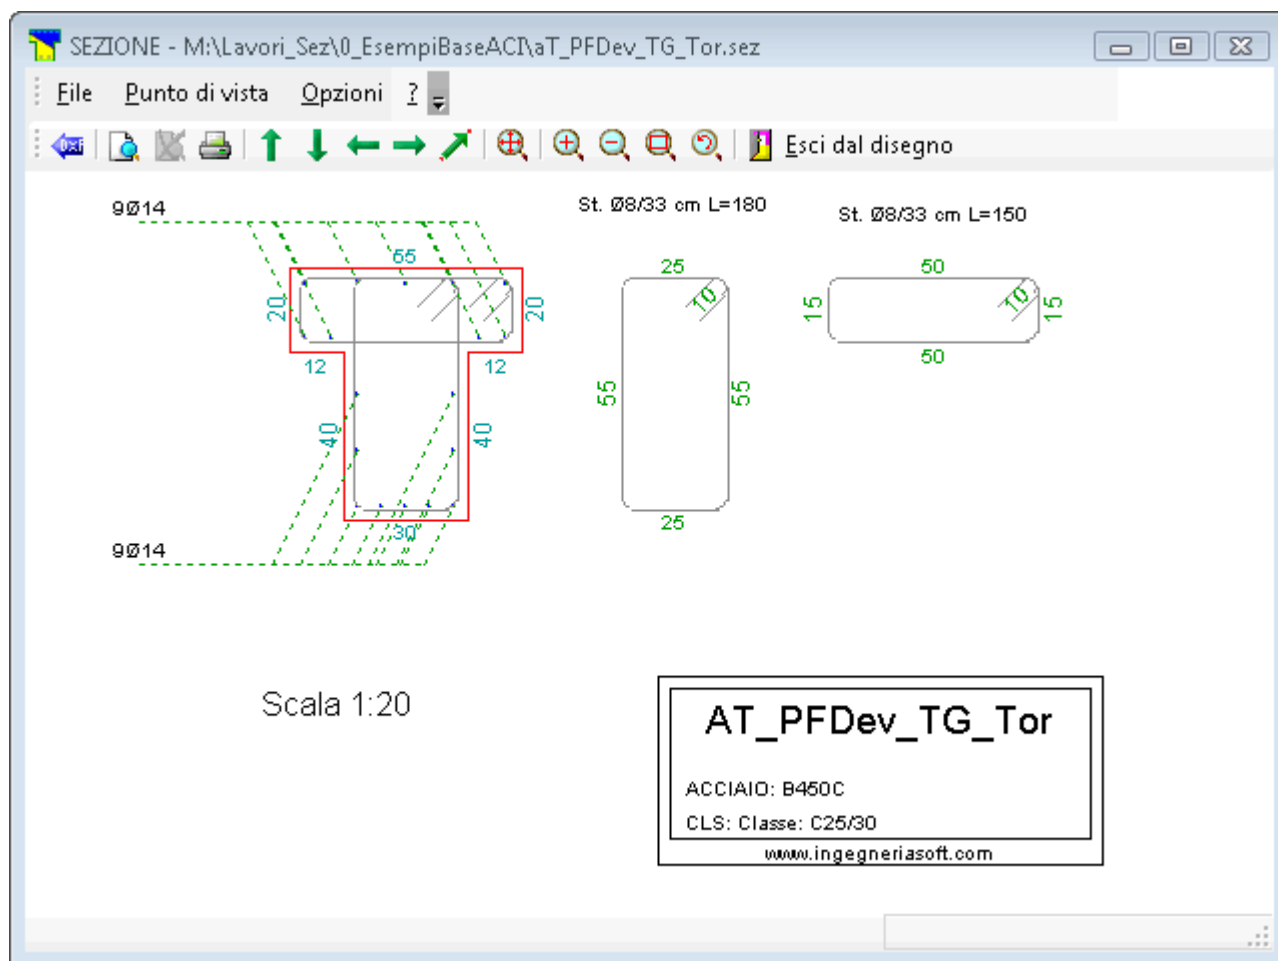 SEZIONE - M:\Lavori_Sez\0_EsempiBaseACI\aT_PFDev_TG_Tor.sez
File Punto di vista Opzioni ?
DXF Esci dal disegno
9Ø14
St. Ø8/33 cm L=180
St. Ø8/33 cm L=150
55
25
50
20
20
10
10
15
15
12
12
50
55
55
40
40
30
25
9Ø14
Scala 1:20
AT_PFDev_TG_Tor
ACCIAIO: B450C
CLS: Classe: C25/30
www.ingegneriasoft.com